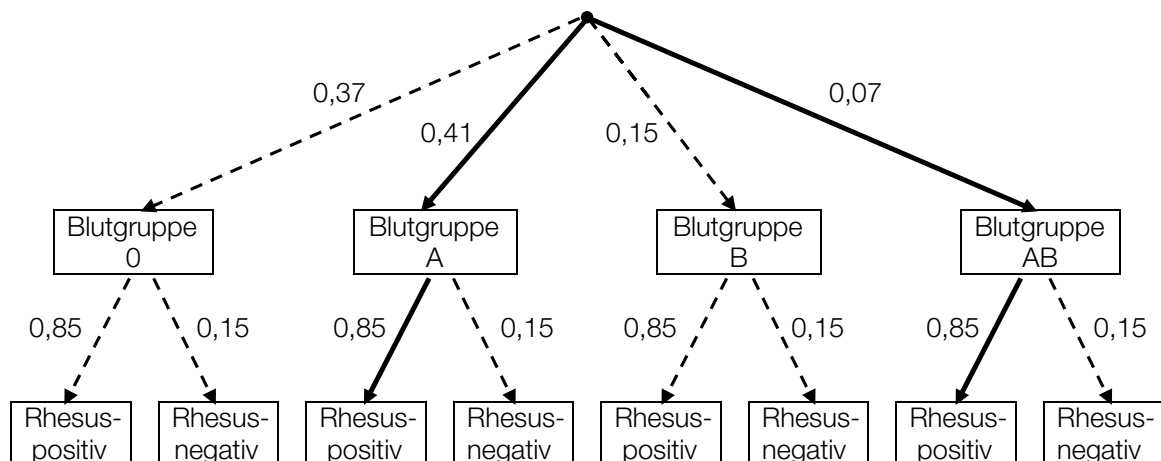 0,37
0,41
0,15
0,07
Blutgruppe
0
Blutgruppe
A
Blutgruppe
B
Blutgruppe
AB
0,85
0,15
0,85
0,15
0,85
0,15
0,85
0,15
Rhesus-
positiv
Rhesus-
negativ
Rhesus-
positiv
Rhesus-
negativ
Rhesus-
positiv
Rhesus-
negativ
Rhesus-
positiv
Rhesus-
negativ